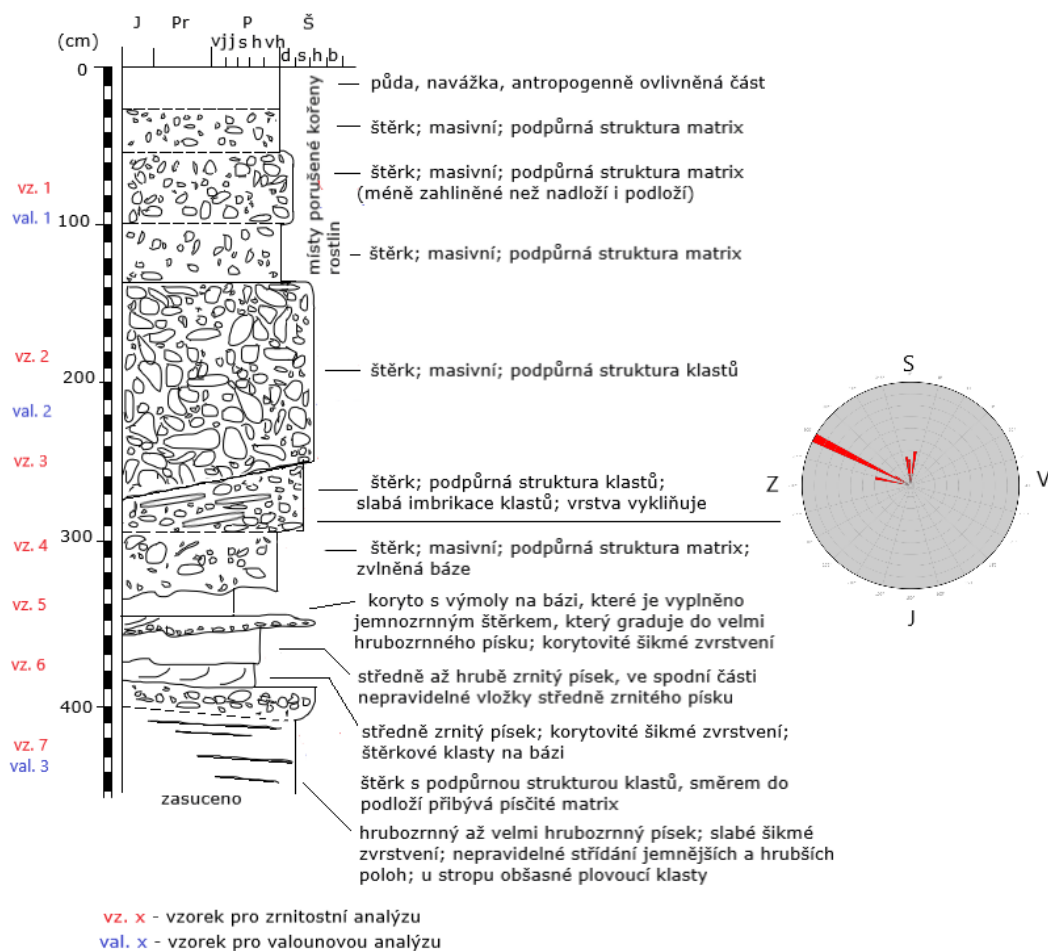 J Pr P Š
(cm)
vj j s h vh d s h b
0
100
200
300
400
místy porušené kořeny
rostlin
půda, navážka, antropogenně ovlivněná část
štěrk; masivní; podpůrná struktura matrix
štěrk; masivní; podpůrná struktura matrix
(méně zahliněné než nadloží i podloží)
štěrk; masivní; podpůrná struktura matrix
štěrk; masivní; podpůrná struktura klastů
štěrk; podpůrná struktura klastů;
slabá imbrikace klastů; vrstva vykliňuje
štěrk; masivní; podpůrná struktura matrix;
zvlněná báze
koryto s výmoly na bázi, které je vyplněno
jemnozrnným štěrkem, který graduje do velmi
hrubozrnného písku; korytovité šikmé zvrstvení
středně až hrubě zrnitý písek, ve spodní části
nepravidelné vložky středně zrnitého písku
středně zrnitý písek; korytovité šikmé zvrstvení;
štěrkové klasty na bázi
štěrk s podpůrnou strukturou klastů, směrem do
podloží přibývá písčité matrix
hrubozrnný až velmi hrubozrnný písek; slabé šikmé
zvrstvení; nepravidelné střídání jemnějších a hrubších
poloh; u stropu obšasné plovoucí klasty
vz. 1
val. 1
vz. 2
val. 2
vz. 3
vz. 4
vz. 5
vz. 6
vz. 7
val. 3
zasuceno
S
Z
V
J
vz. x - vzorek pro zrnitostní analýzu
val. x - vzorek pro valounovou analýzu